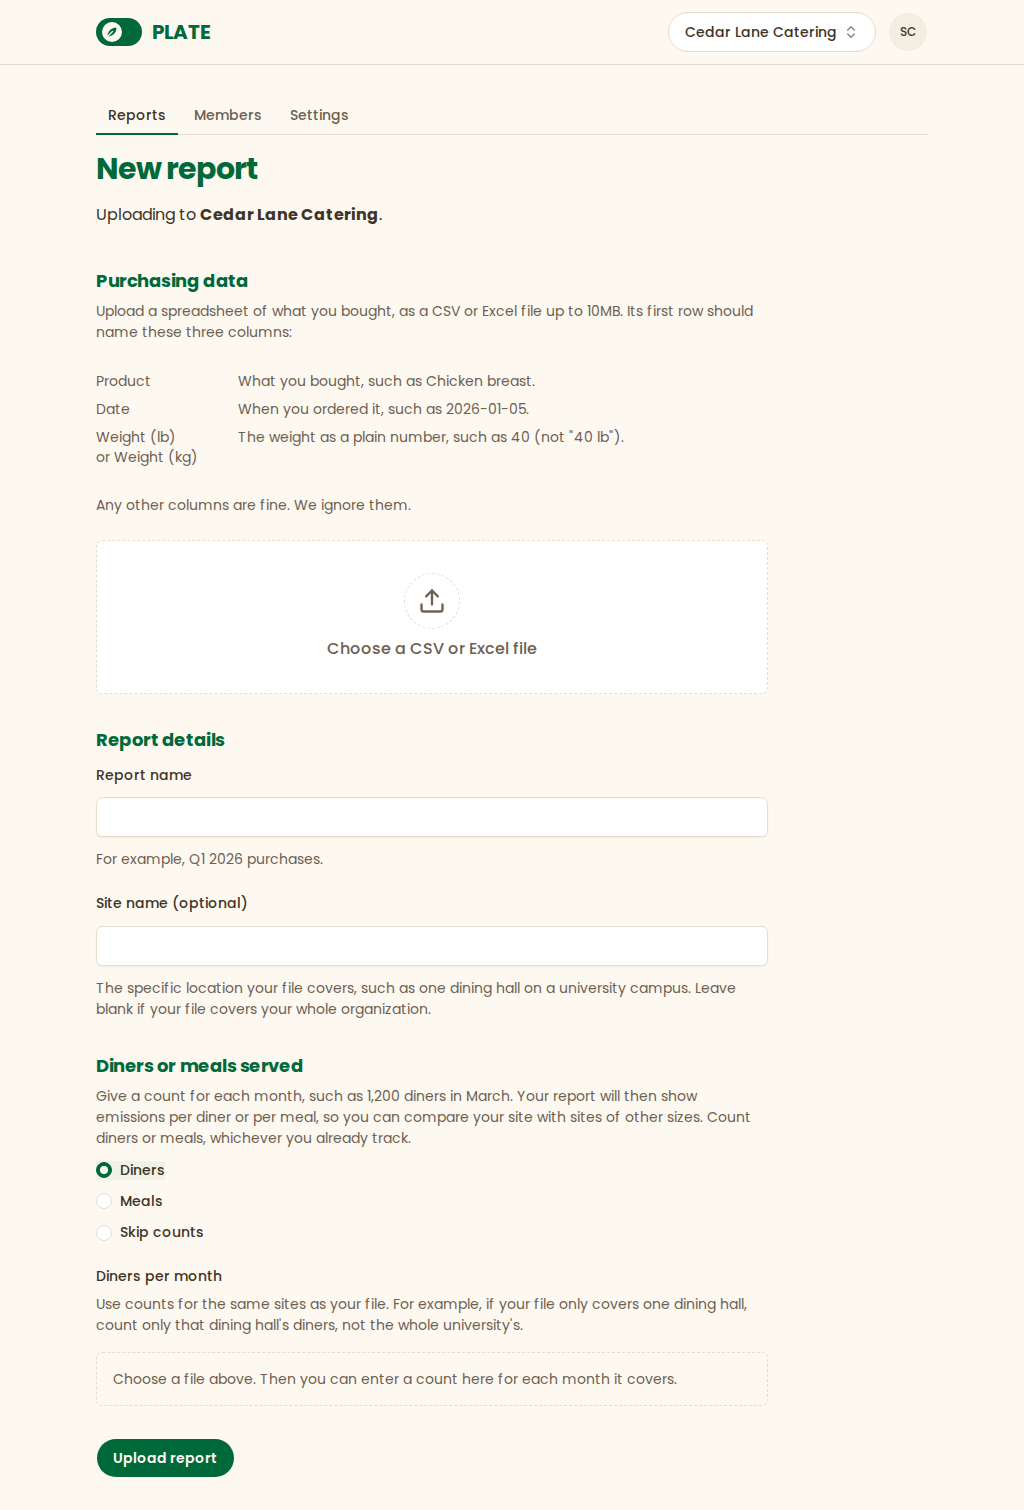 PLATE
Cedar Lane Catering
SC
Reports
Members
Settings
New report
Uploading to Cedar Lane Catering.
Purchasing data
Upload a spreadsheet of what you bought, as a CSV or Excel file up to 10MB. Its first row should
name these three columns:
Product
What you bought, such as Chicken breast.
Date
When you ordered it, such as 2026-01-05.
Weight (lb)
or Weight (kg)
The weight as a plain number, such as 40 (not "40 lb").
Any other columns are fine. We ignore them.
Choose a CSV or Excel file
Report details
Report name
For example, Q1 2026 purchases.
Site name (optional)
The specific location your file covers, such as one dining hall on a university campus. Leave
blank if your file covers your whole organization.
Diners or meals served
Give a count for each month, such as 1,200 diners in March. Your report will then show
emissions per diner or per meal, so you can compare your site with sites of other sizes. Count
diners or meals, whichever you already track.
Diners
Meals
Skip counts
Diners per month
Use counts for the same sites as your file. For example, if your file only covers one dining hall,
count only that dining hall's diners, not the whole university's.
Choose a file above. Then you can enter a count here for each month it covers.
Upload report